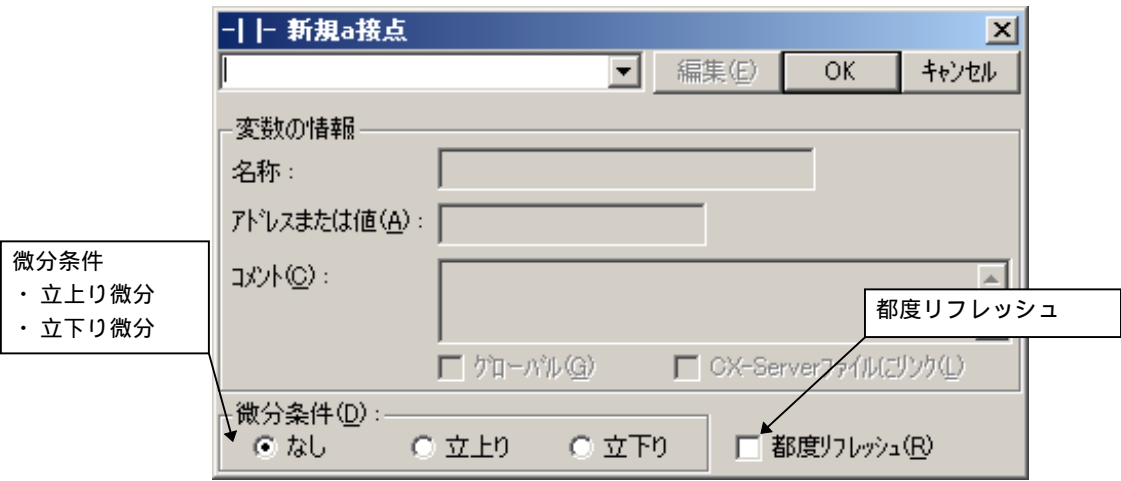 新規a接点
編集(E) OK キャンセル
変数の情報
名称:
アドレスまたは値(A):
コメント(C):
グローバル(G) CX-Serverファイルにリンク(L)
微分条件(D):
なし 立上り 立下り 都度リフレッシュ(R)
微分条件
・立上り微分
・立下り微分
都度リフレッシュ